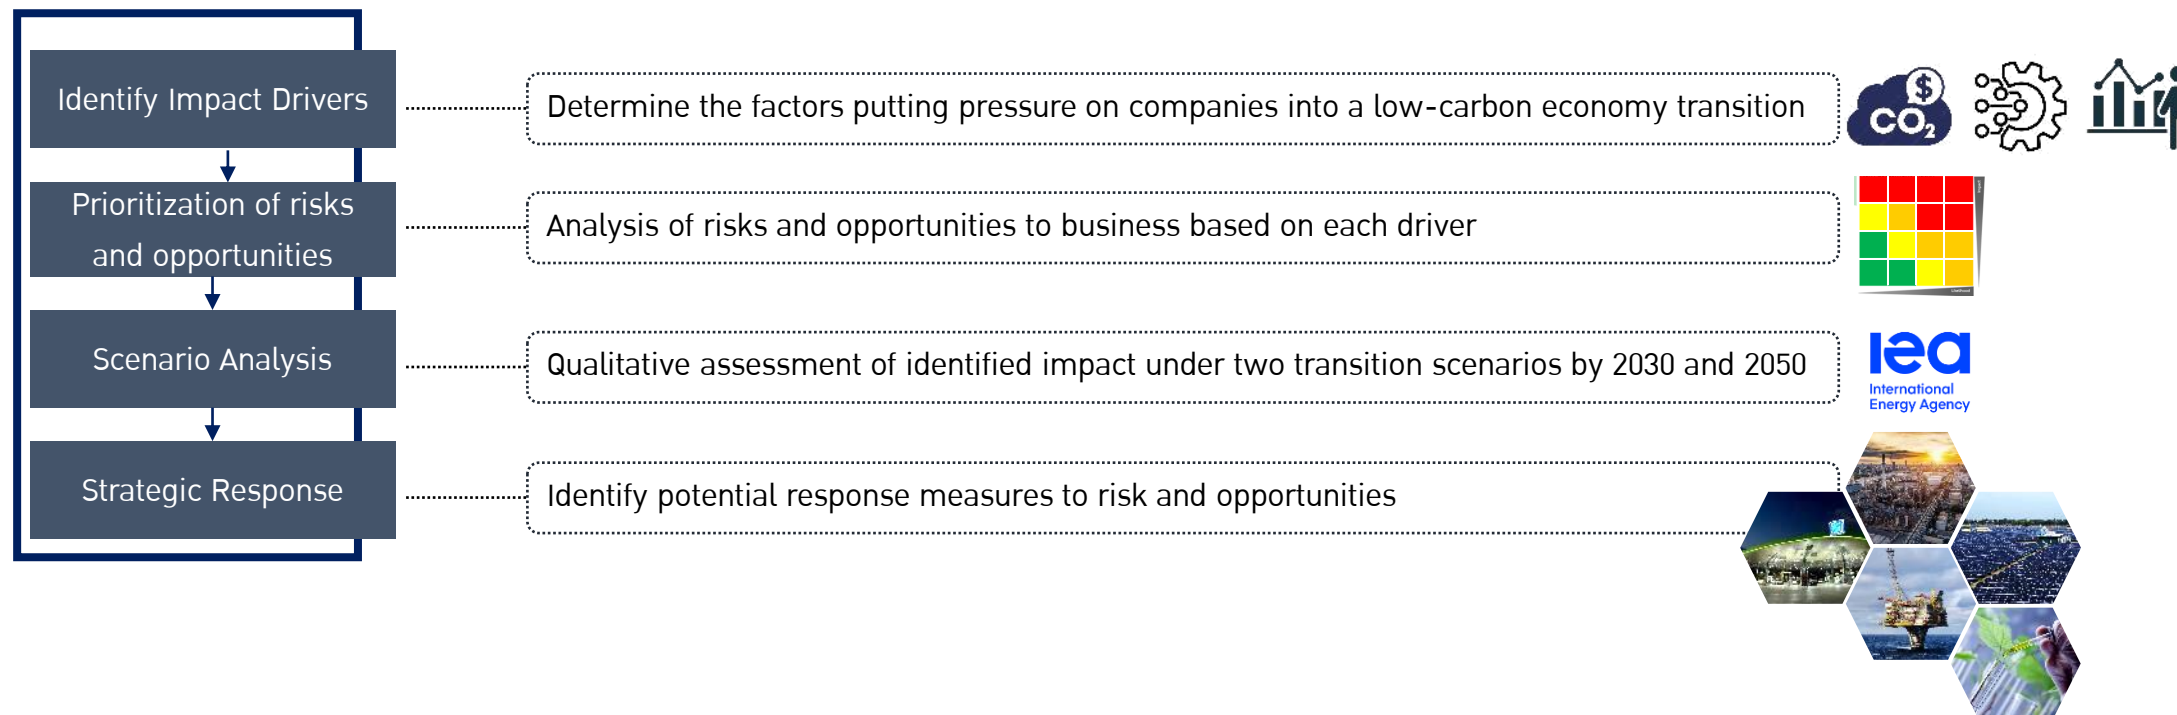 Identify Impact Drivers
Determine the factors putting pressure on companies into a low-carbon economy transition
$
CO2
Prioritization of risks
and opportunities
Analysis of risks and opportunities to business based on each driver
Scenario Analysis
Qualitative assessment of identified impact under two transition scenarios by 2030 and 2050
iea
International
Energy Agency
Strategic Response
Identify potential response measures to risk and opportunities